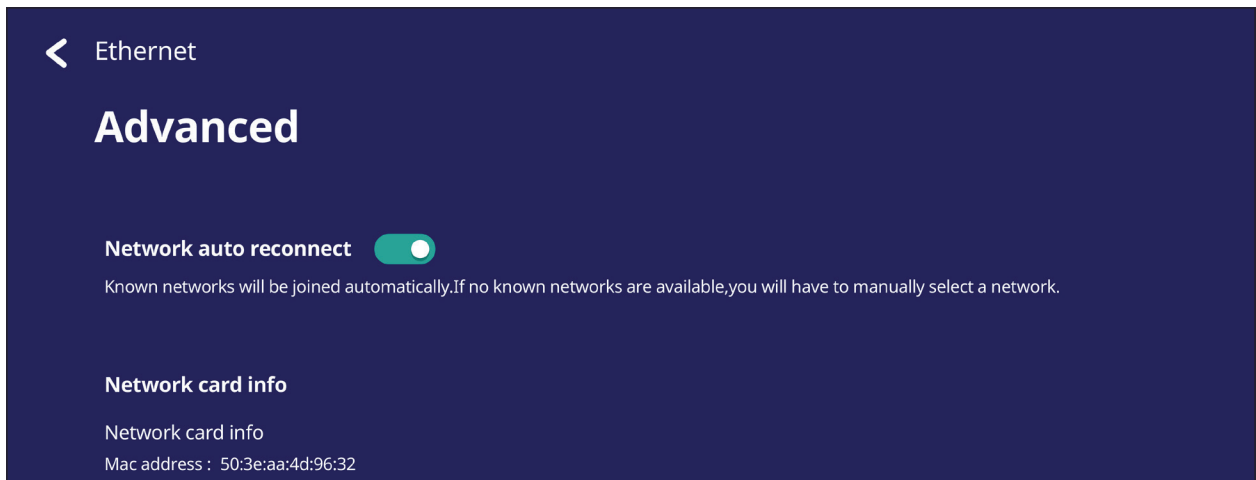 Ethernet
Advanced
Network auto reconnect
Known networks will be joined automatically.If no known networks are available,you will have to manually select a network.
Network card info
Network card info
Mac address :  50:3e:aa:4d:96:32